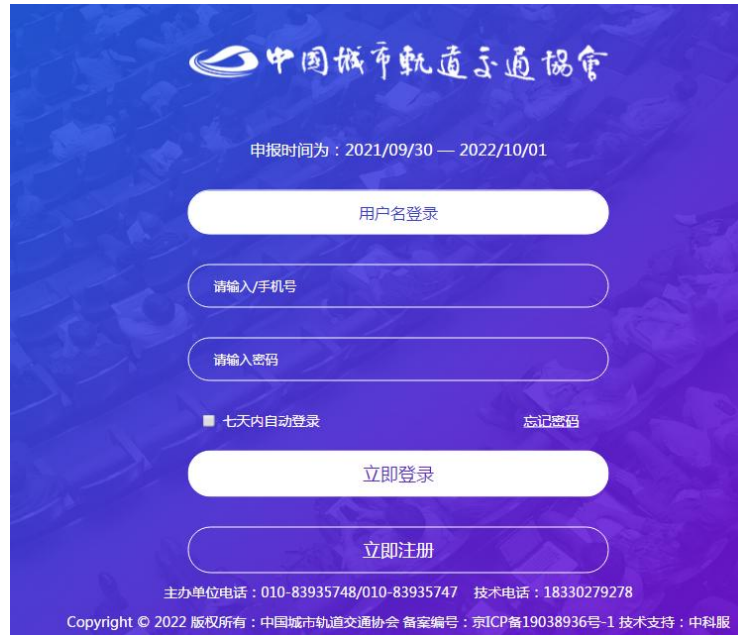 中国城市軌道交通協會
申报时间为：2021/09/30 — 2022/10/01
用户名登录
请输入/手机号
请输入密码
七天内自动登录 忘记密码
立即登录
立即注册
主办单位电话：010-83935748/010-83935747 技术电话：18330279278
Copyright © 2022 版权所有：中国城市轨道交通协会 备案编号：京ICP备19038936号-1 技术支持：中科服